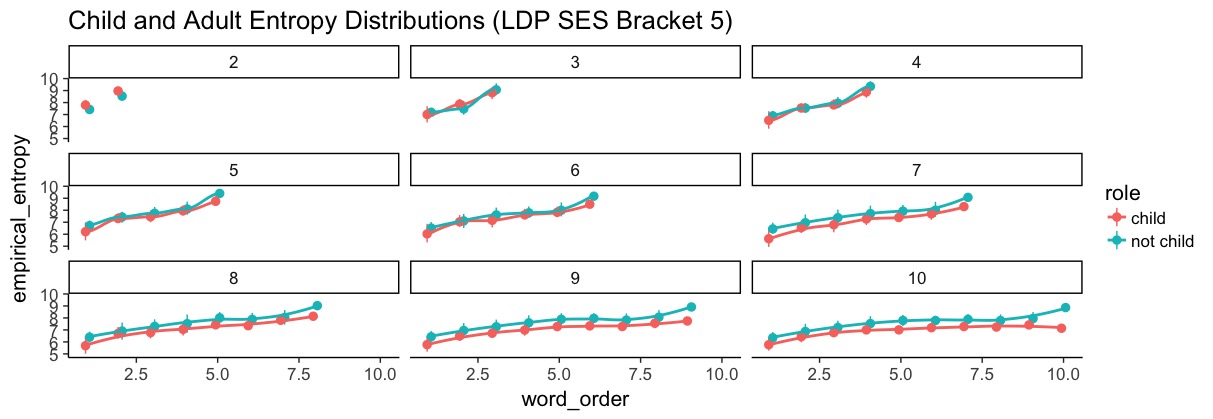 Child and Adult Entropy Distributions (LDP SES Bracket 5)
2 3 4
10
9
8
7
6
5
5 6 7
10
9
8
7
6
5
8 9 10
10
9
8
7
6
5
2.5 5.0 7.5 10.0 2.5 5.0 7.5 10.0 2.5 5.0 7.5 10.0
word_order
empirical_entropy
role
child
not child